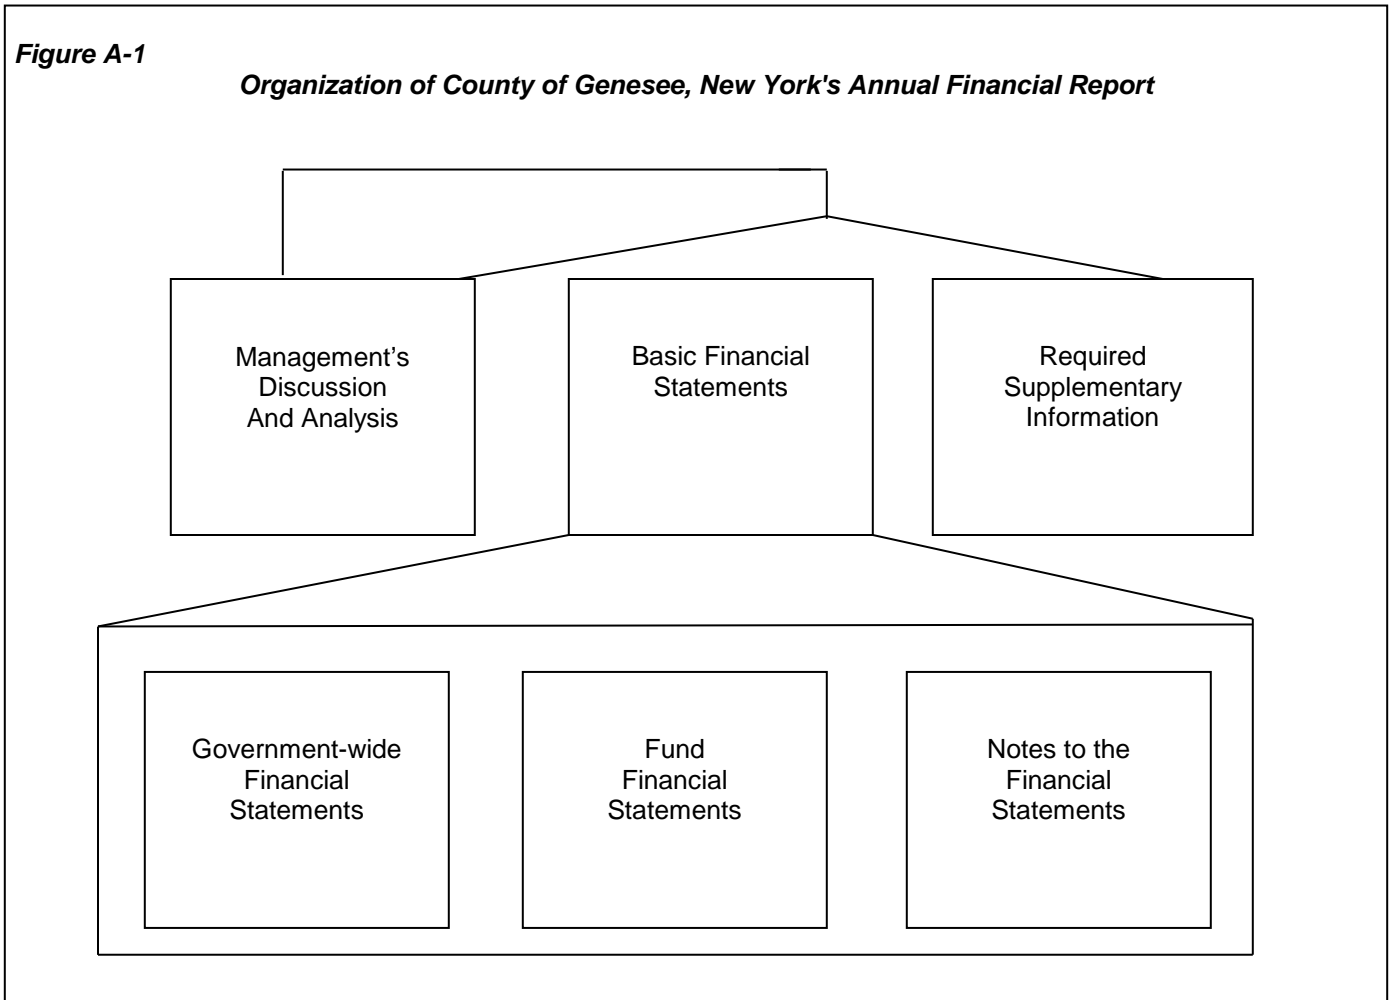 Figure A-1
Organization of County of Genesee, New York's Annual Financial Report
Management’s
Discussion
And Analysis
Basic Financial
Statements
Required
Supplementary
Information
Government-wide
Financial
Statements
Fund
Financial
Statements
Notes to the
Financial
Statements